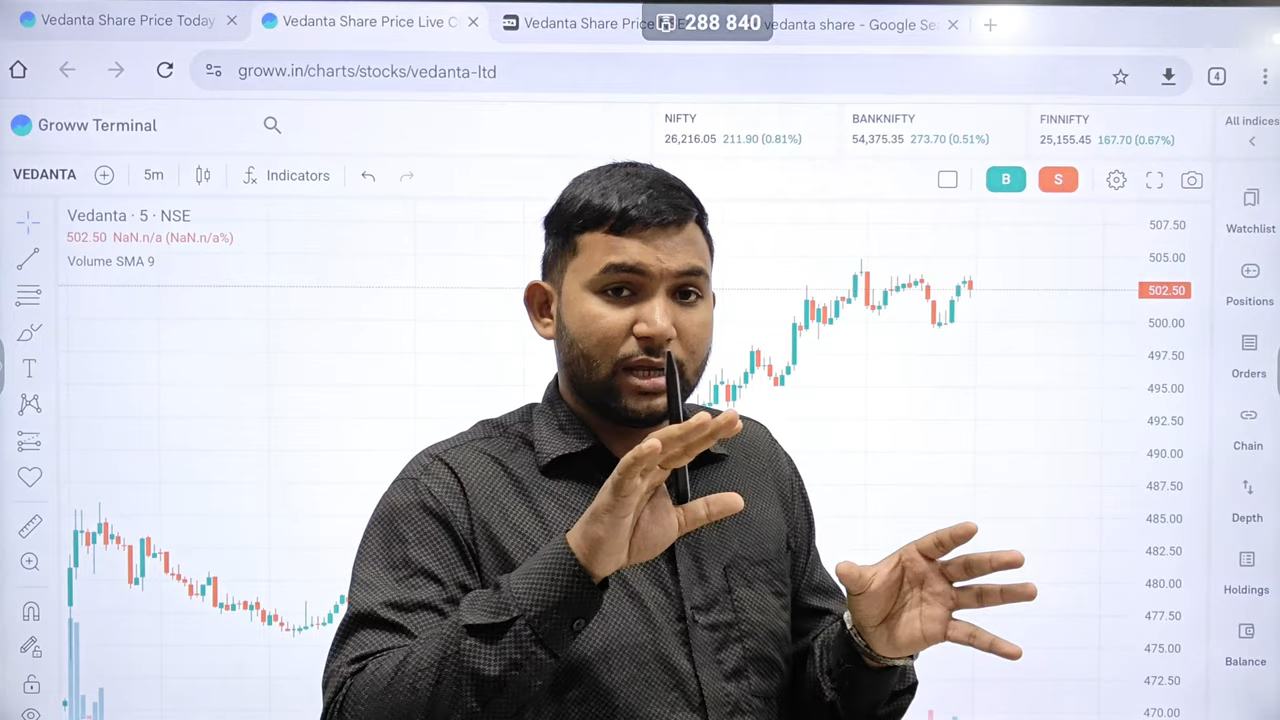 Vedanta Share Price Today
Vedanta Share Price Live C
Vedanta Share Price
288 840
vedanta share - Google Se
groww.in/charts/stocks/vedanta-ltd
4
Groww Terminal
NIFTY
26,216.05 211.90 (0.81%)
BANKNIFTY
54,375.35 273.70 (0.51%)
FINNIFTY
25,155.45 167.70 (0.67%)
All indices
VEDANTA
5m
Indicators
B
S
Vedanta · 5 · NSE
502.50 NaN.n/a (NaN.n/a%)
Volume SMA 9
507.50
505.00
502.50
500.00
497.50
495.00
492.50
490.00
487.50
485.00
482.50
480.00
477.50
475.00
472.50
470.00
Watchlist
Positions
Orders
Chain
Depth
Holdings
Balance